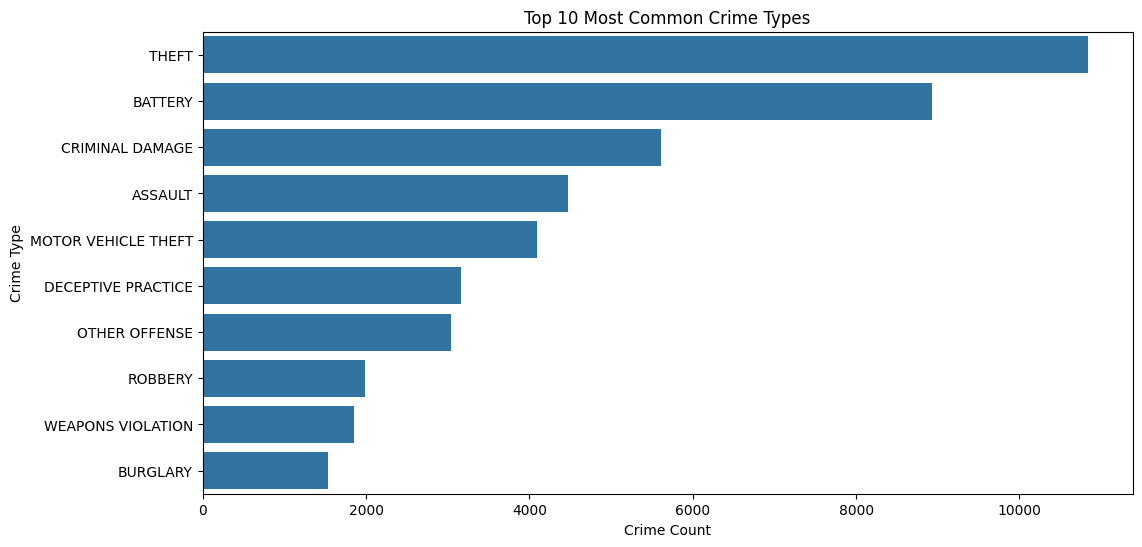 Top 10 Most Common Crime Types
Crime Type
THEFT
BATTERY
CRIMINAL DAMAGE
ASSAULT
MOTOR VEHICLE THEFT
DECEPTIVE PRACTICE
OTHER OFFENSE
ROBBERY
WEAPONS VIOLATION
BURGLARY
0 2000 4000 6000 8000 10000
Crime Count